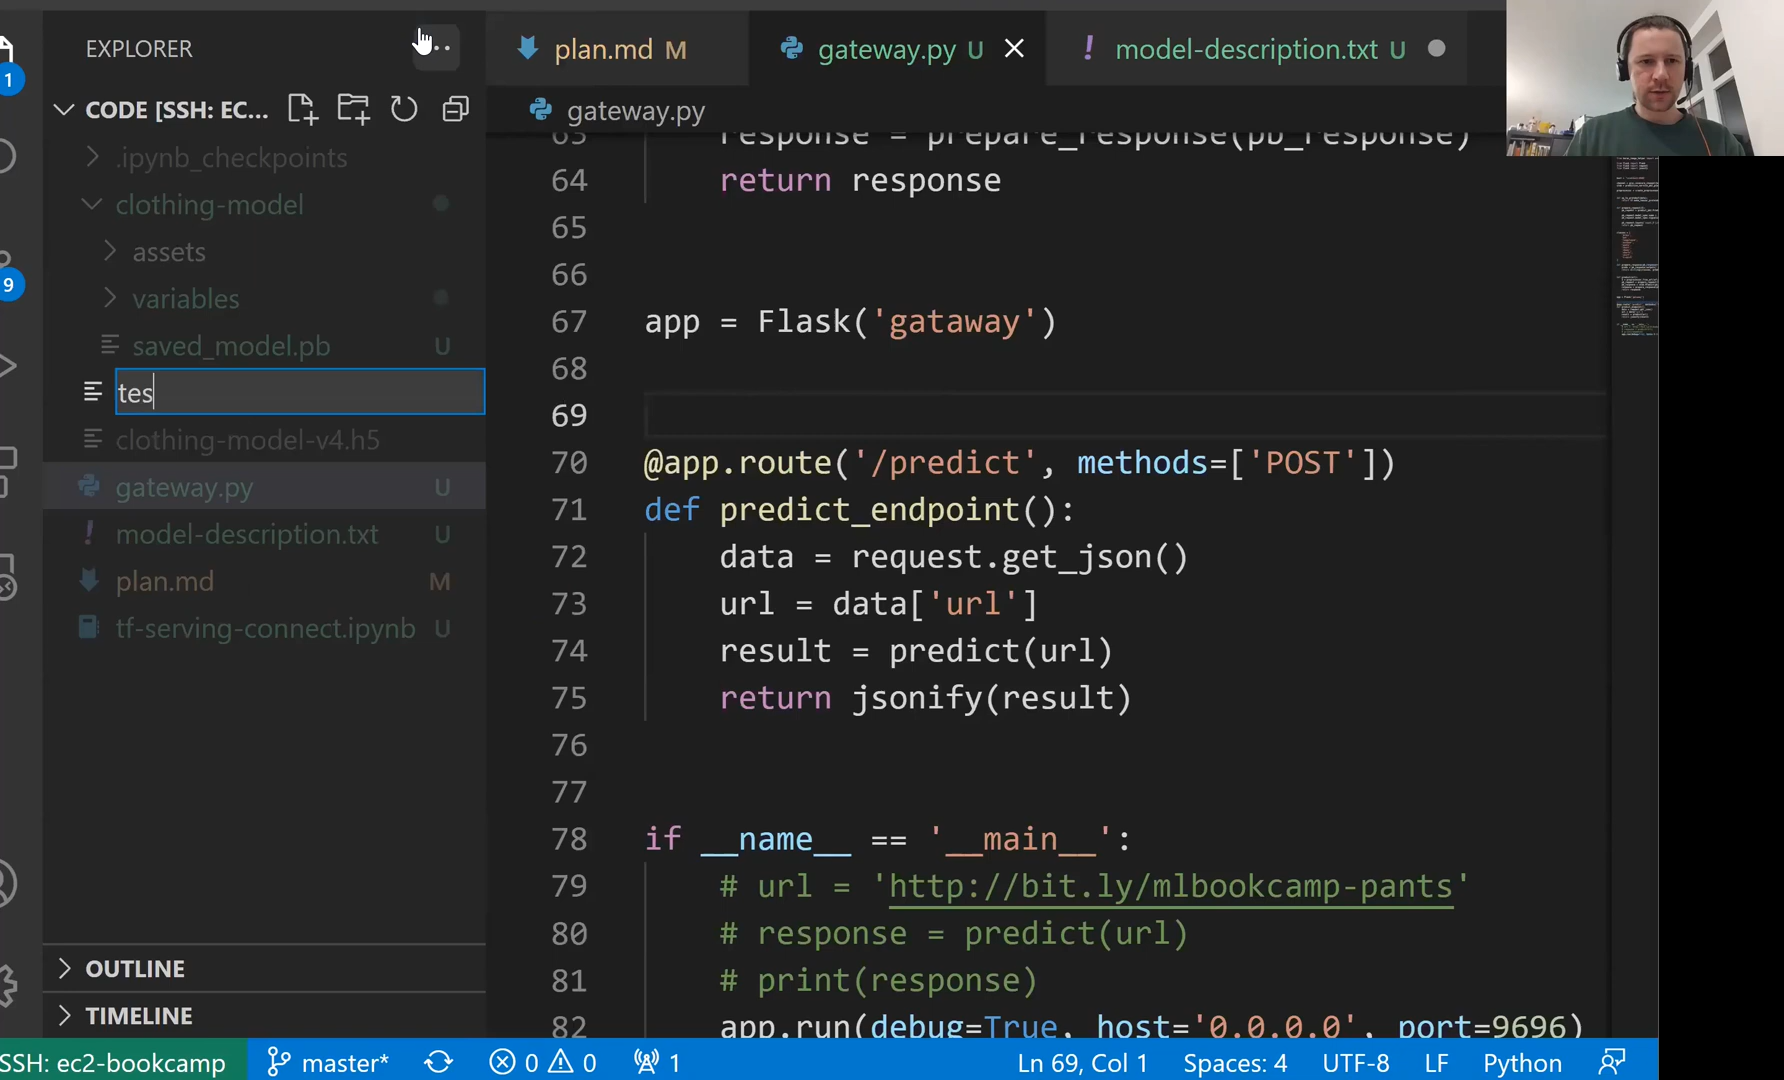 EXPLORER
plan.md M
gateway.py U
model-description.txt U
1
CODE [SSH: EC...
gateway.py
.ipynb_checkpoints
clothing-model
assets
variables
saved_model.pb U
tes
clothing-model-v4.h5
gateway.py U
model-description.txt U
plan.md M
tf-serving-connect.ipynb U
9
OUTLINE
TIMELINE
63 response = prepare_response(pb_response)
64 return response
65
66
67 app = Flask('gataway')
68
69
70 @app.route('/predict', methods=['POST'])
71 def predict_endpoint():
72 data = request.get_json()
73 url = data['url']
74 result = predict(url)
75 return jsonify(result)
76
77
78 if __name__ == '__main__':
79 # url = 'http://bit.ly/mlbookcamp-pants'
80 # response = predict(url)
81 # print(response)
82 app.run(debug=True, host='0.0.0.0', port=9696)
SSH: ec2-bookcamp master* 0 0 1 Ln 69, Col 1 Spaces: 4 UTF-8 LF Python